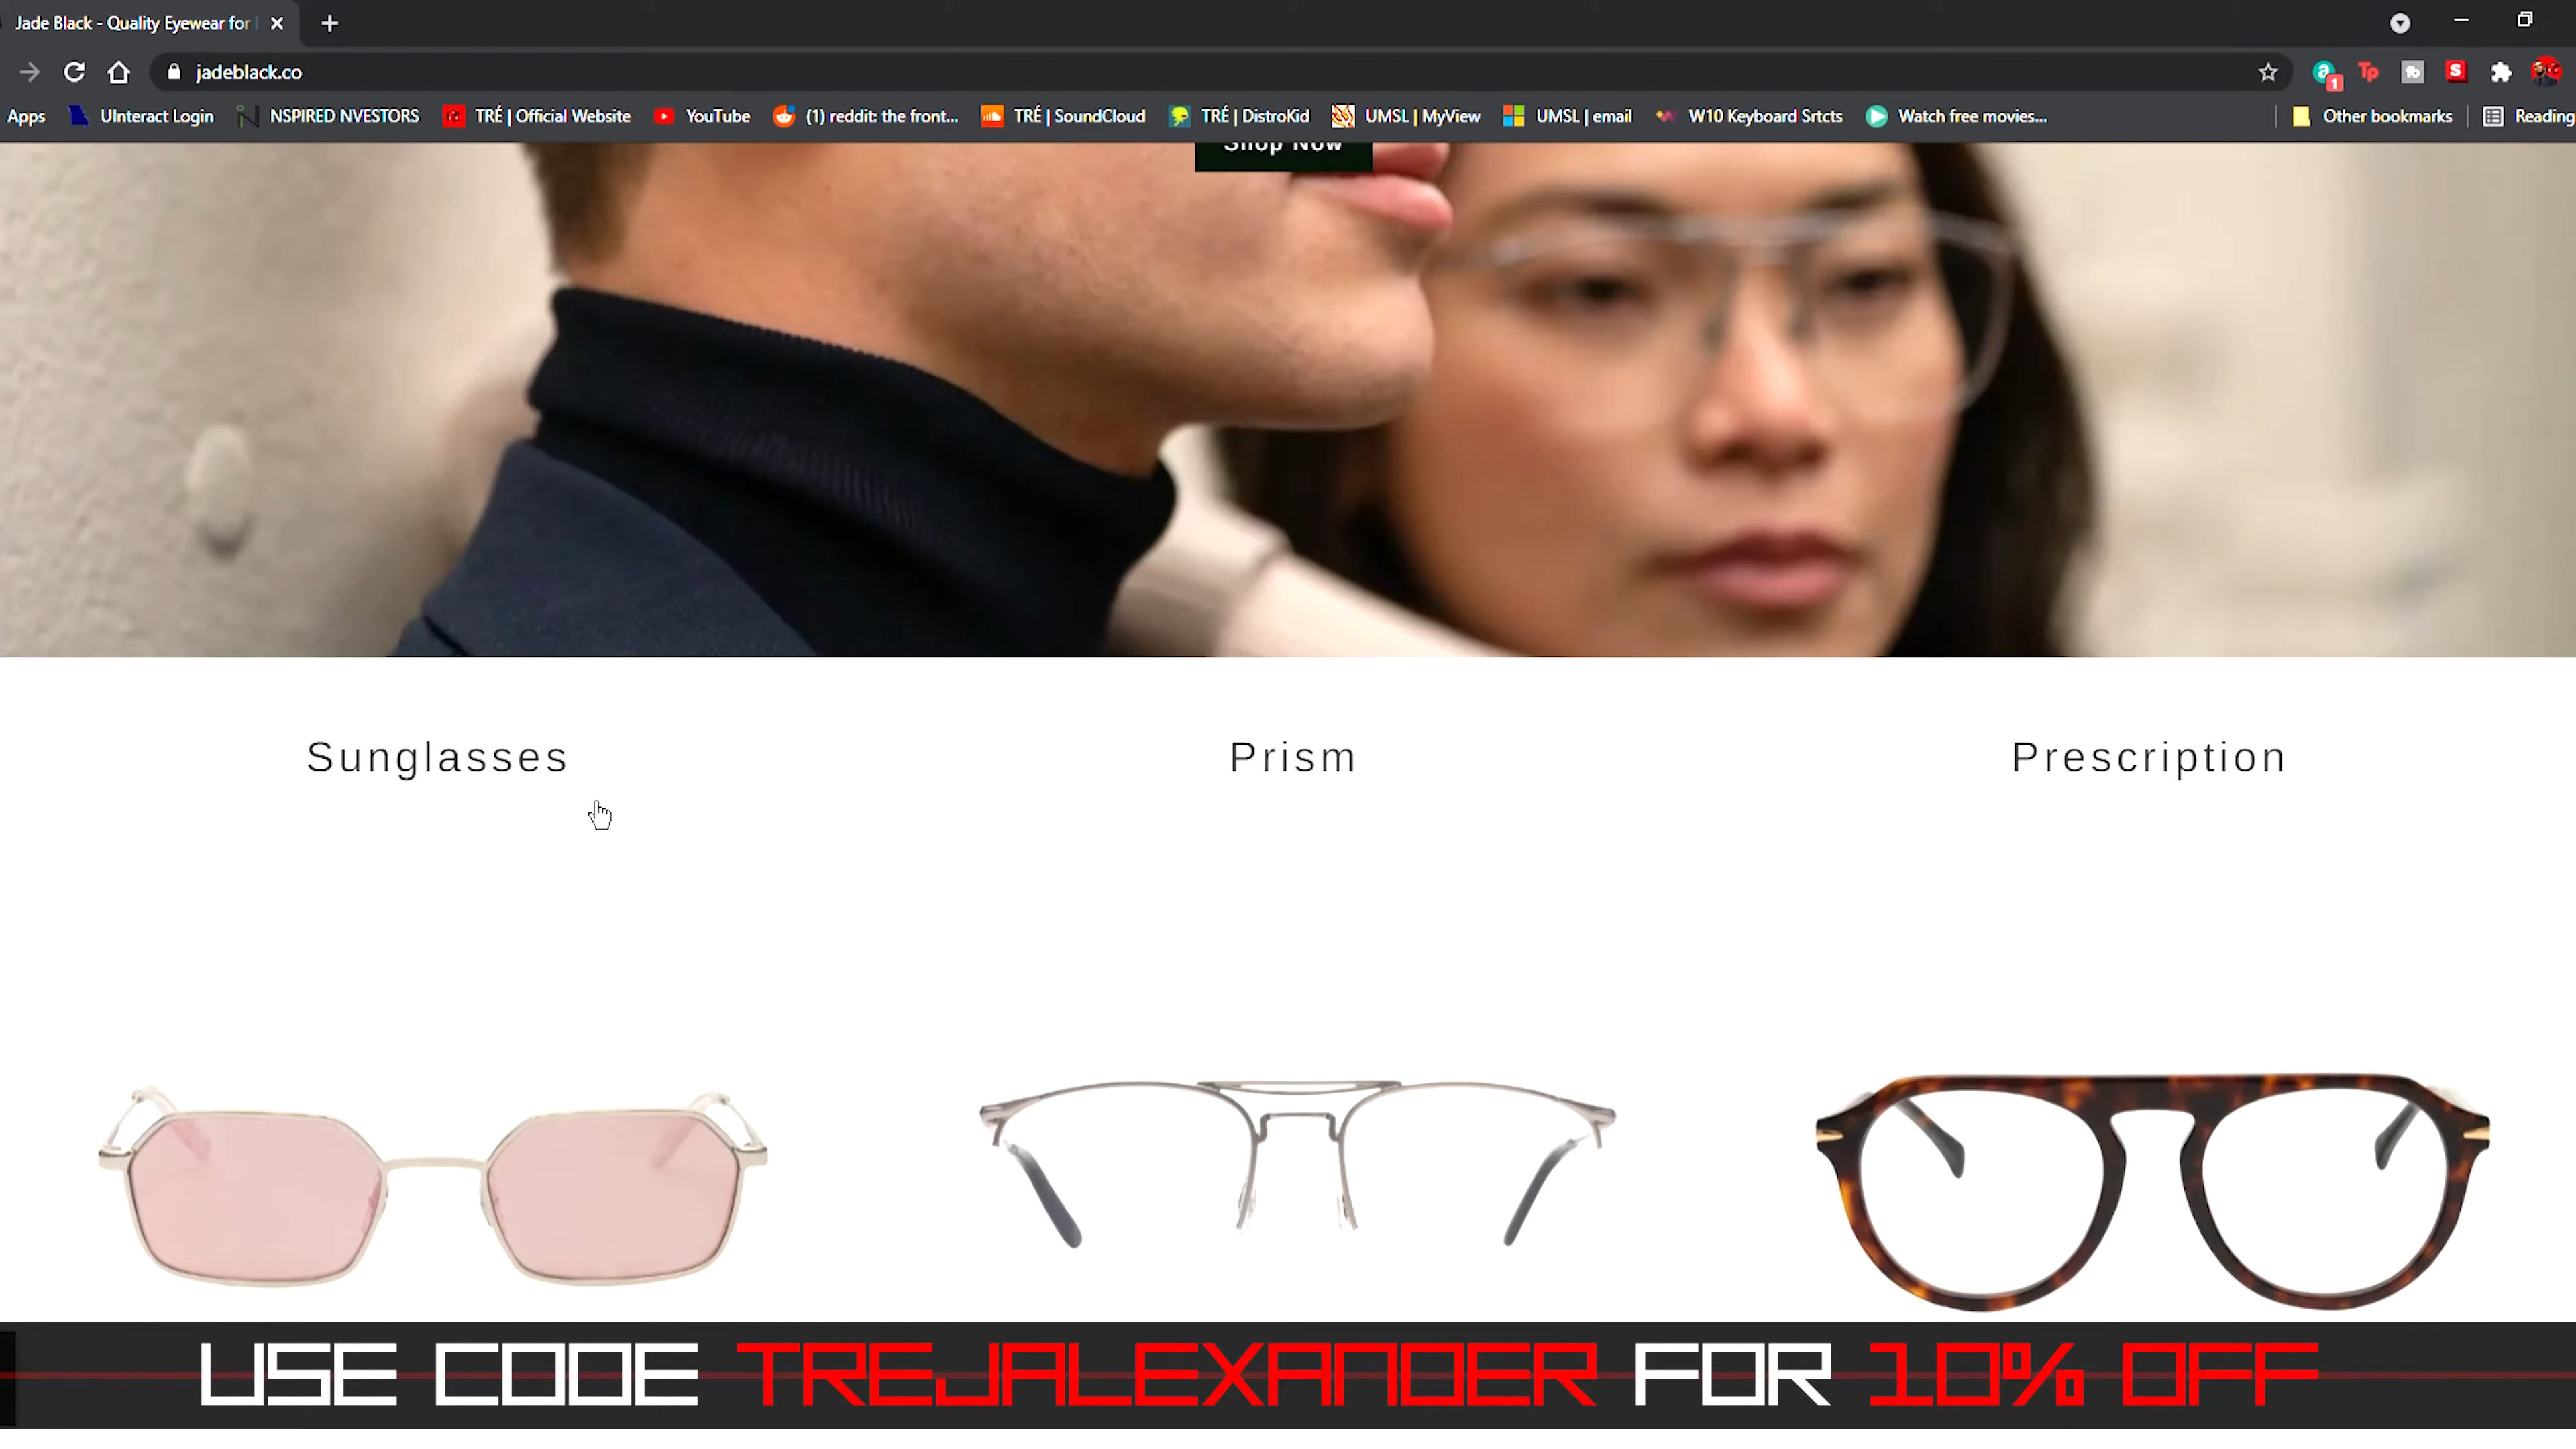 Jade Black - Quality Eyewear for
jadeblack.co
1
Tp
S
Apps
UInteract Login
NSPIRED NVESTORS
TRÉ | Official Website
YouTube
(1) reddit: the front...
TRÉ | SoundCloud
TRÉ | DistroKid
UMSL | MyView
UMSL | email
W10 Keyboard Srtcts
Watch free movies...
Other bookmarks
Reading
Shop Now
Sunglasses
Prism
Prescription
USE CODE TREJALEXANDER FOR 10% OFF